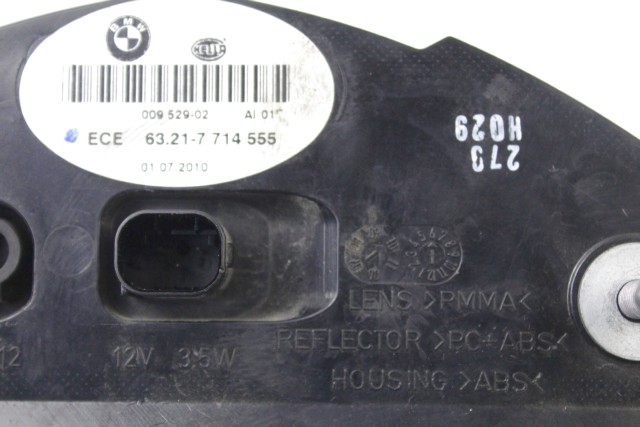 BMW
HELLA
009 529-02 AI 01
ECE 63.21-7 714 555
01.07.2010
H029
LENS >PMMA<
REFLECTOR >PC+ABS<
12 12V 3.5W
HOUSING >ABS<